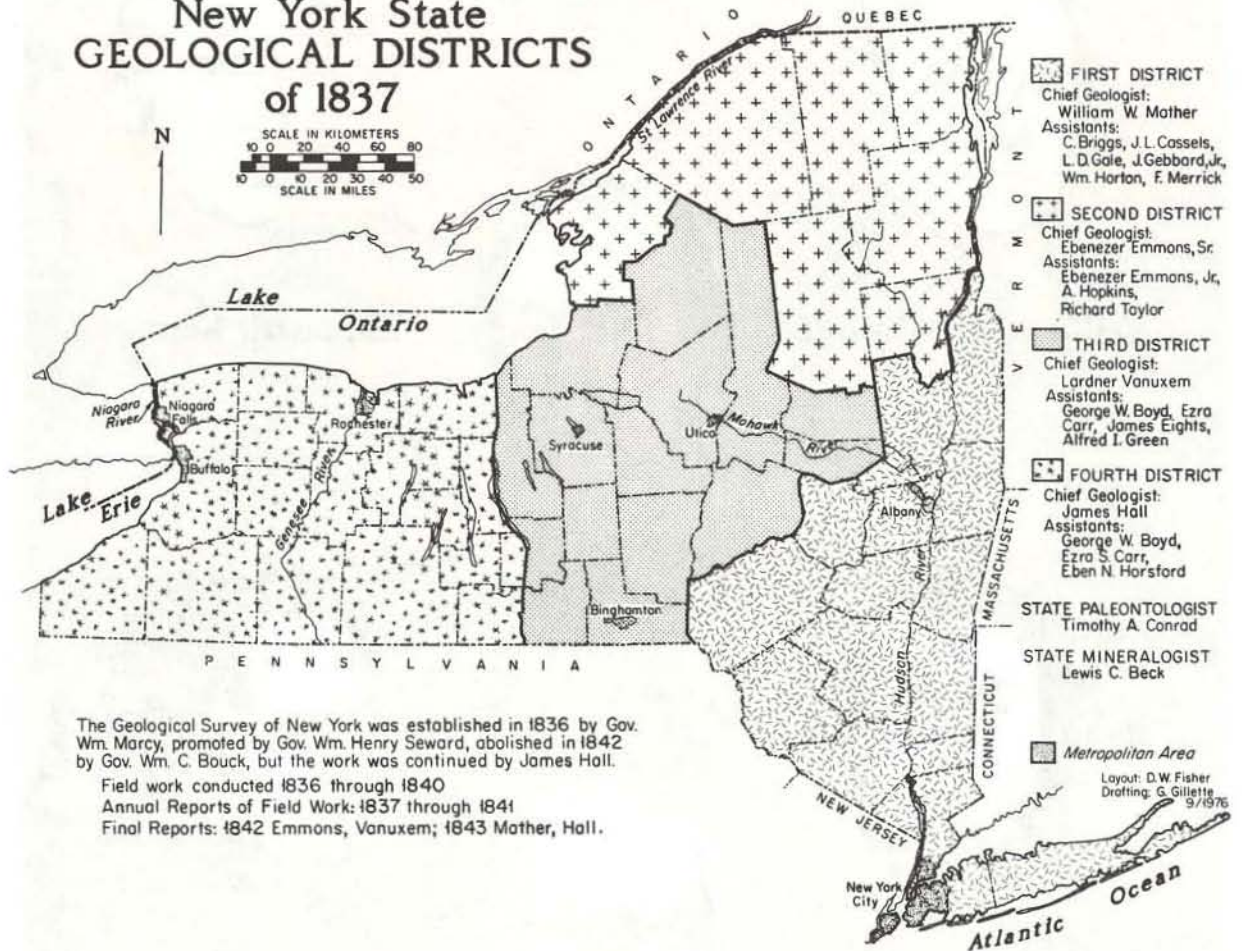 New York State
GEOLOGICAL DISTRICTS
of 1837
N
SCALE IN KILOMETERS
10 0 20 40 60 80
10 0 10 20 30 40 50
SCALE IN MILES
ONTARIO
QUEBEC
St Lawrence River
VERMONT
Lake
Ontario
Niagara
River
Niagara
Falls
Rochester
Buffalo
Genesee River
Lake
Erie
Syracuse
Utica
Mohawk
River
Albany
Hudson River
Binghamton
MASSACHUSETTS
CONNECTICUT
PENNSYLVANIA
NEW JERSEY
New York
City
Atlantic Ocean
FIRST DISTRICT
Chief Geologist:
William W. Mather
Assistants:
C. Briggs, J.L. Cassels,
L.D. Gale, J. Gebbard, Jr.,
Wm. Horton, F. Merrick
SECOND DISTRICT
Chief Geologist:
Ebenezer Emmons, Sr.
Assistants:
Ebenezer Emmons, Jr.,
A. Hopkins,
Richard Taylor
THIRD DISTRICT
Chief Geologist:
Lardner Vanuxem
Assistants:
George W. Boyd, Ezra
Carr, James Eights,
Alfred I. Green
FOURTH DISTRICT
Chief Geologist:
James Hall
Assistants:
George W. Boyd,
Ezra S. Carr,
Eben N. Horsford
STATE PALEONTOLOGIST
Timothy A. Conrad
STATE MINERALOGIST
Lewis C. Beck
Metropolitan Area
Layout: D.W. Fisher
Drafting: G. Gillette
9/1976
The Geological Survey of New York was established in 1836 by Gov.
Wm. Marcy, promoted by Gov. Wm. Henry Seward, abolished in 1842
by Gov. Wm. C. Bouck, but the work was continued by James Hall.
Field work conducted 1836 through 1840
Annual Reports of Field Work: 1837 through 1841
Final Reports: 1842 Emmons, Vanuxem; 1843 Mather, Hall.